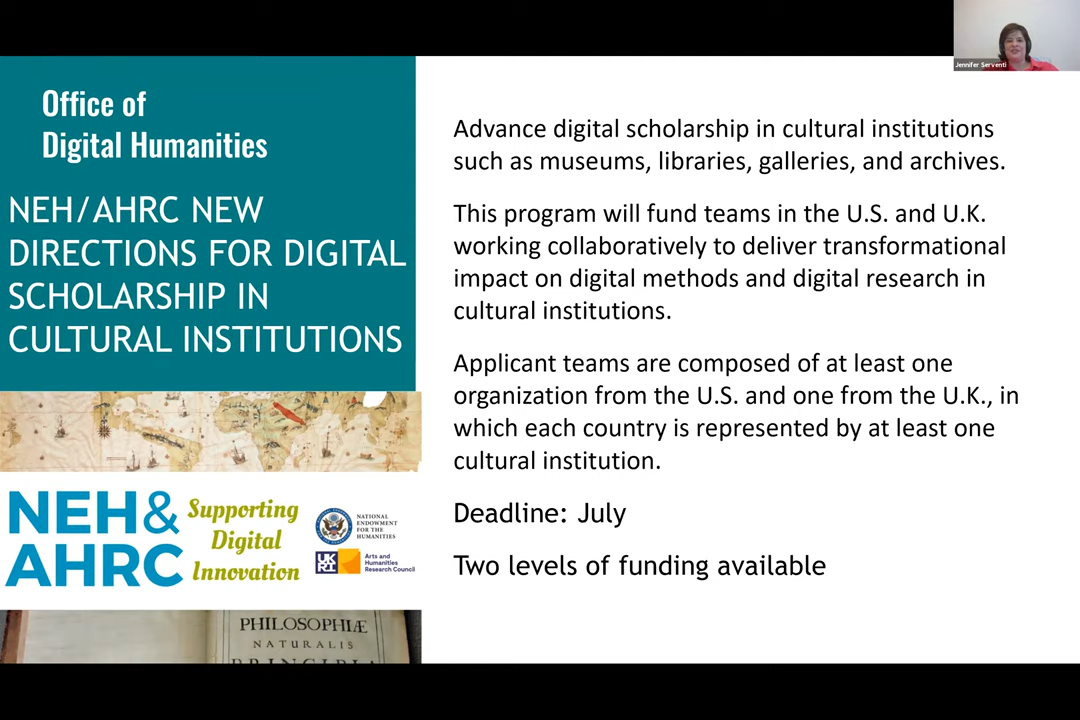 Jennifer Serventi
Office of
Digital Humanities
NEH/AHRC NEW
DIRECTIONS FOR DIGITAL
SCHOLARSHIP IN
CULTURAL INSTITUTIONS
NEH&
AHRC
Supporting
Digital
Innovation
NATIONAL
ENDOWMENT
FOR THE
HUMANITIES
UK
RI
Arts and
Humanities
Research Council
PHILOSOPHIÆ
NATURALIS
PRINCIPIA
Advance digital scholarship in cultural institutions
such as museums, libraries, galleries, and archives.
This program will fund teams in the U.S. and U.K.
working collaboratively to deliver transformational
impact on digital methods and digital research in
cultural institutions.
Applicant teams are composed of at least one
organization from the U.S. and one from the U.K., in
which each country is represented by at least one
cultural institution.
Deadline: July
Two levels of funding available